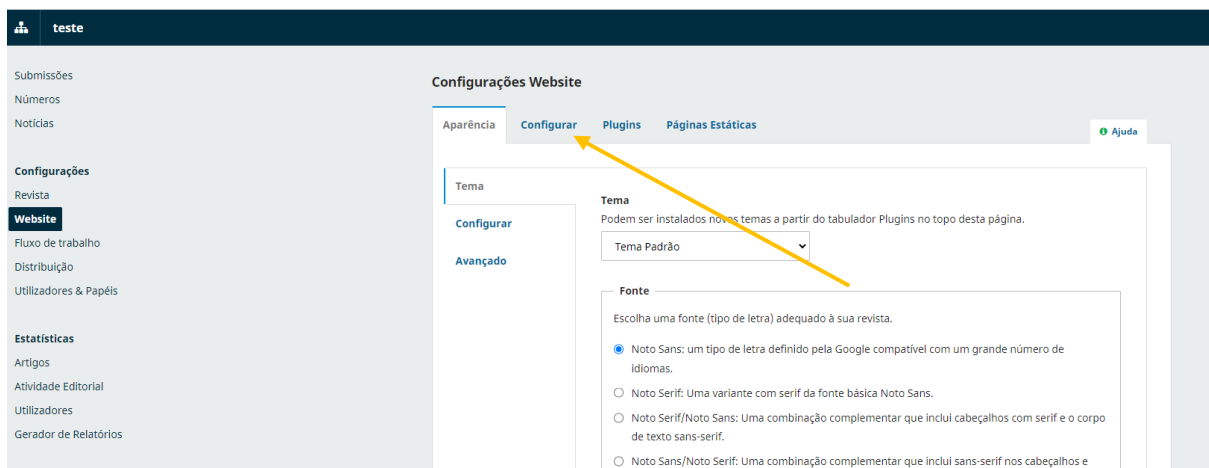 teste
Submissões
Números
Notícias
Configurações
Revista
Website
Fluxo de trabalho
Distribuição
Utilizadores & Papéis
Estatísticas
Artigos
Atividade Editorial
Utilizadores
Gerador de Relatórios
Configurações Website
Aparência Configurar Plugins Páginas Estáticas
Ajuda
Tema
Configurar
Avançado
Tema
Podem ser instalados novos temas a partir do tabulador Plugins no topo desta página.
Tema Padrão
Fonte
Escolha uma fonte (tipo de letra) adequado à sua revista.
Noto Sans: um tipo de letra definido pela Google compatível com um grande número de
idiomas.
Noto Serif: Uma variante com serif da fonte básica Noto Sans.
Noto Serif/Noto Sans: Uma combinação complementar que inclui cabeçalhos com serif e o corpo
de texto sans-serif.
Noto Sans/Noto Serif: Uma combinação complementar que inclui sans-serif nos cabeçalhos e